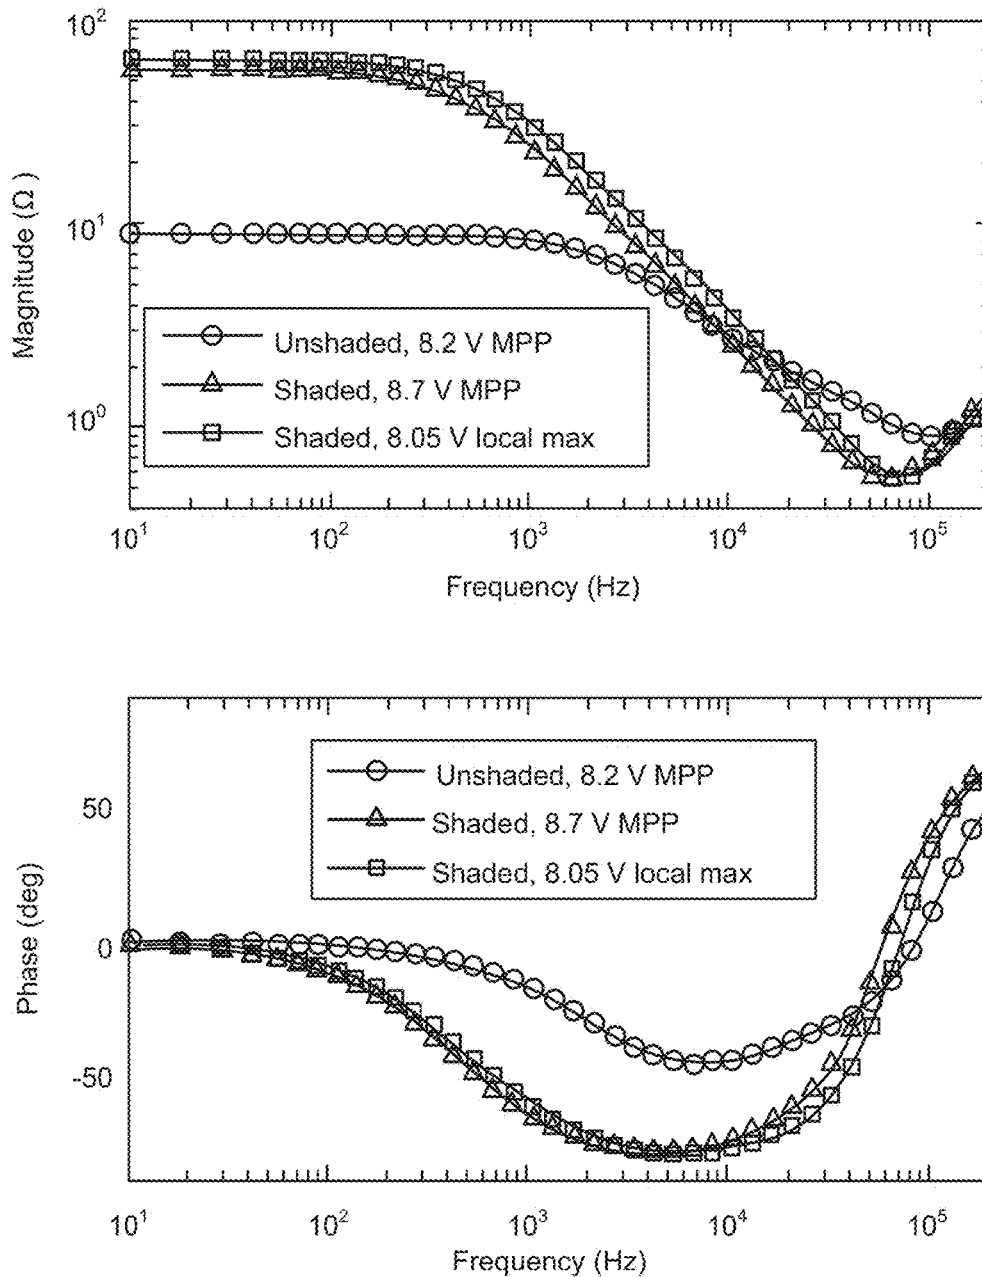 10²
10¹
10⁰
Magnitude (Ω)
Unshaded, 8.2 V MPP
Shaded, 8.7 V MPP
Shaded, 8.05 V local max
10¹ 10² 10³ 10⁴ 10⁵
Frequency (Hz)
50
0
-50
Phase (deg)
Unshaded, 8.2 V MPP
Shaded, 8.7 V MPP
Shaded, 8.05 V local max
10¹ 10² 10³ 10⁴ 10⁵
Frequency (Hz)